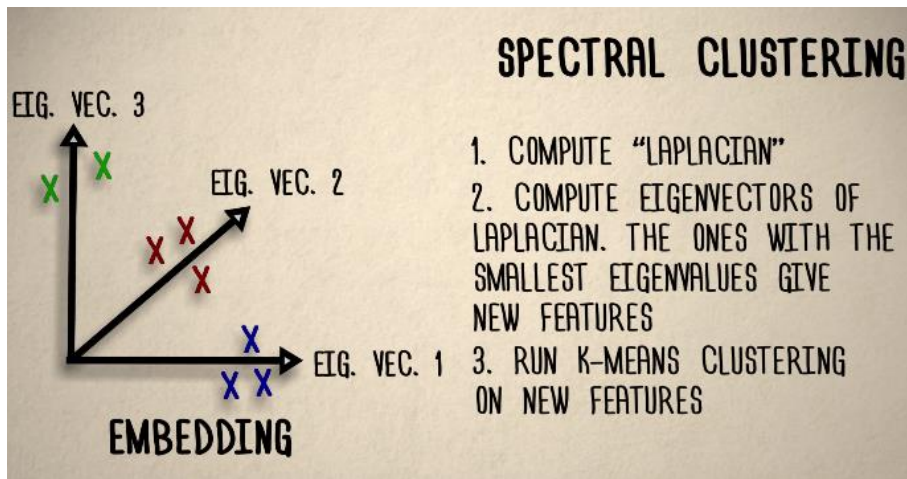 SPECTRAL CLUSTERING
EIG. VEC. 3
EIG. VEC. 2
EIG. VEC. 1
X X
X X X
X X X
EMBEDDING
1. COMPUTE “LAPLACIAN”
2. COMPUTE EIGENVECTORS OF
LAPLACIAN. THE ONES WITH THE
SMALLEST EIGENVALUES GIVE
NEW FEATURES
3. RUN K-MEANS CLUSTERING
ON NEW FEATURES